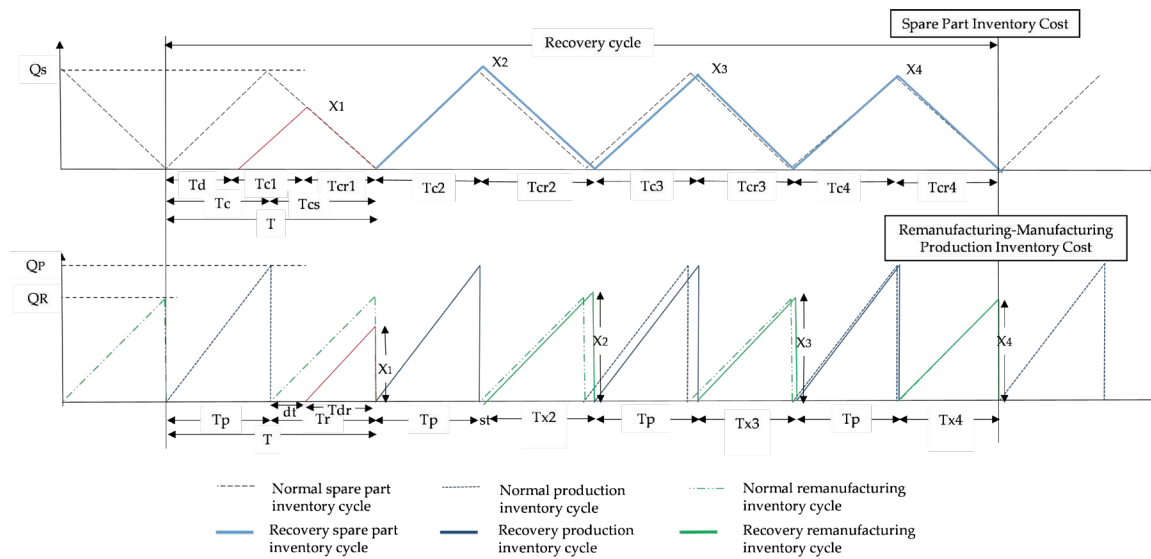 Spare Part Inventory Cost
Recovery cycle
Qs
X1
X2
X3
X4
Td
Tc1
Tcr1
Tc2
Tcr2
Tc3
Tcr3
Tc4
Tcr4
Tc
Tcs
T
Remanufacturing-Manufacturing
Production Inventory Cost
QP
QR
X1
X2
X3
X4
dt
Tdr
Tp
Tr
Tp
st
Tx2
Tp
Tx3
Tp
Tx4
T
Normal spare part
inventory cycle
Normal production
inventory cycle
Normal remanufacturing
inventory cycle
Recovery spare part
inventory cycle
Recovery production
inventory cycle
Recovery remanufacturing
inventory cycle